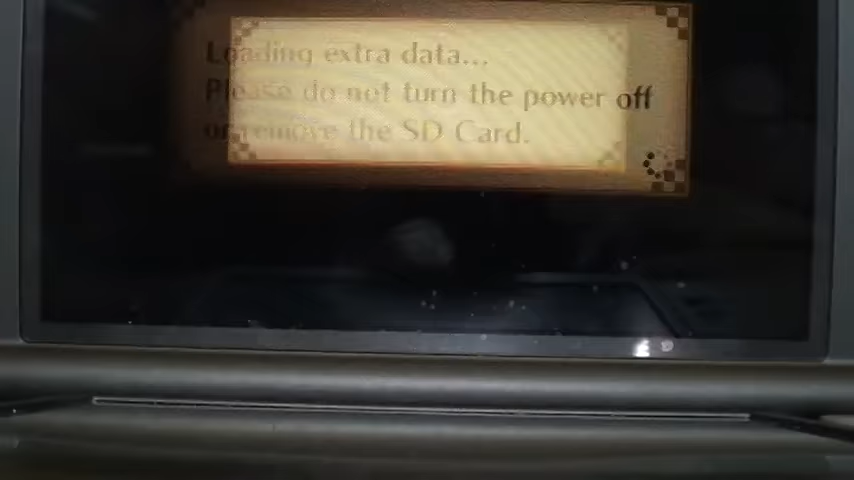 Loading extra data...
Please do not turn the power off
or remove the SD Card.